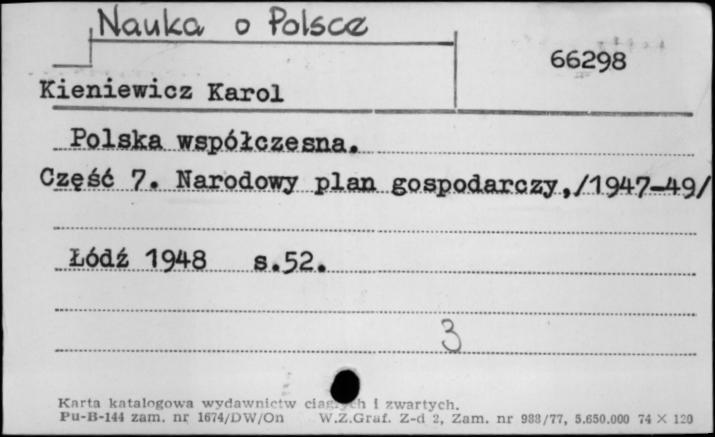 Nauka o Polsce
66298
Kieniewicz Karol
Polska współczesna.
Część 7. Narodowy plan gospodarczy,/1947-49/
Łódź 1948 s.52.
3
Karta katalogowa wydawnictw ciągłych i zwartych.
Pu-B-144 zam. nr 1674/DW/On W.Z.Graf. Z-d 2, Zam. nr 988/77, 5.650.000 74 X 120